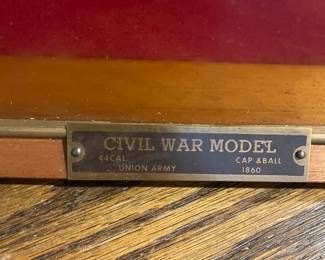 CIVIL WAR MODEL
44CAL. CAP &BALL
UNION ARMY 1860